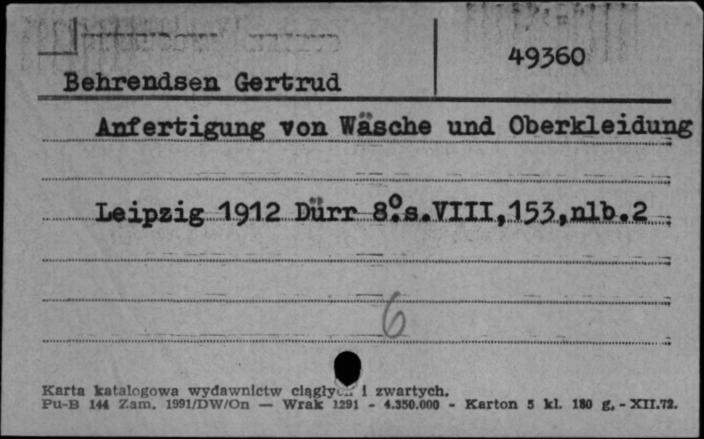 49360
Behrendsen Gertrud
Anfertigung von Wäsche und Oberkleidung
Leipzig 1912 Dürr 8°.s.VIII,153,nlb.2
6
Karta katalogowa wydawnictw ciągłych i zwartych.
Pu-B 144 Zam. 1991/DW/On — Wrak 1291 - 4.350.000 - Karton 5 kl. 180 g. - XII.72.